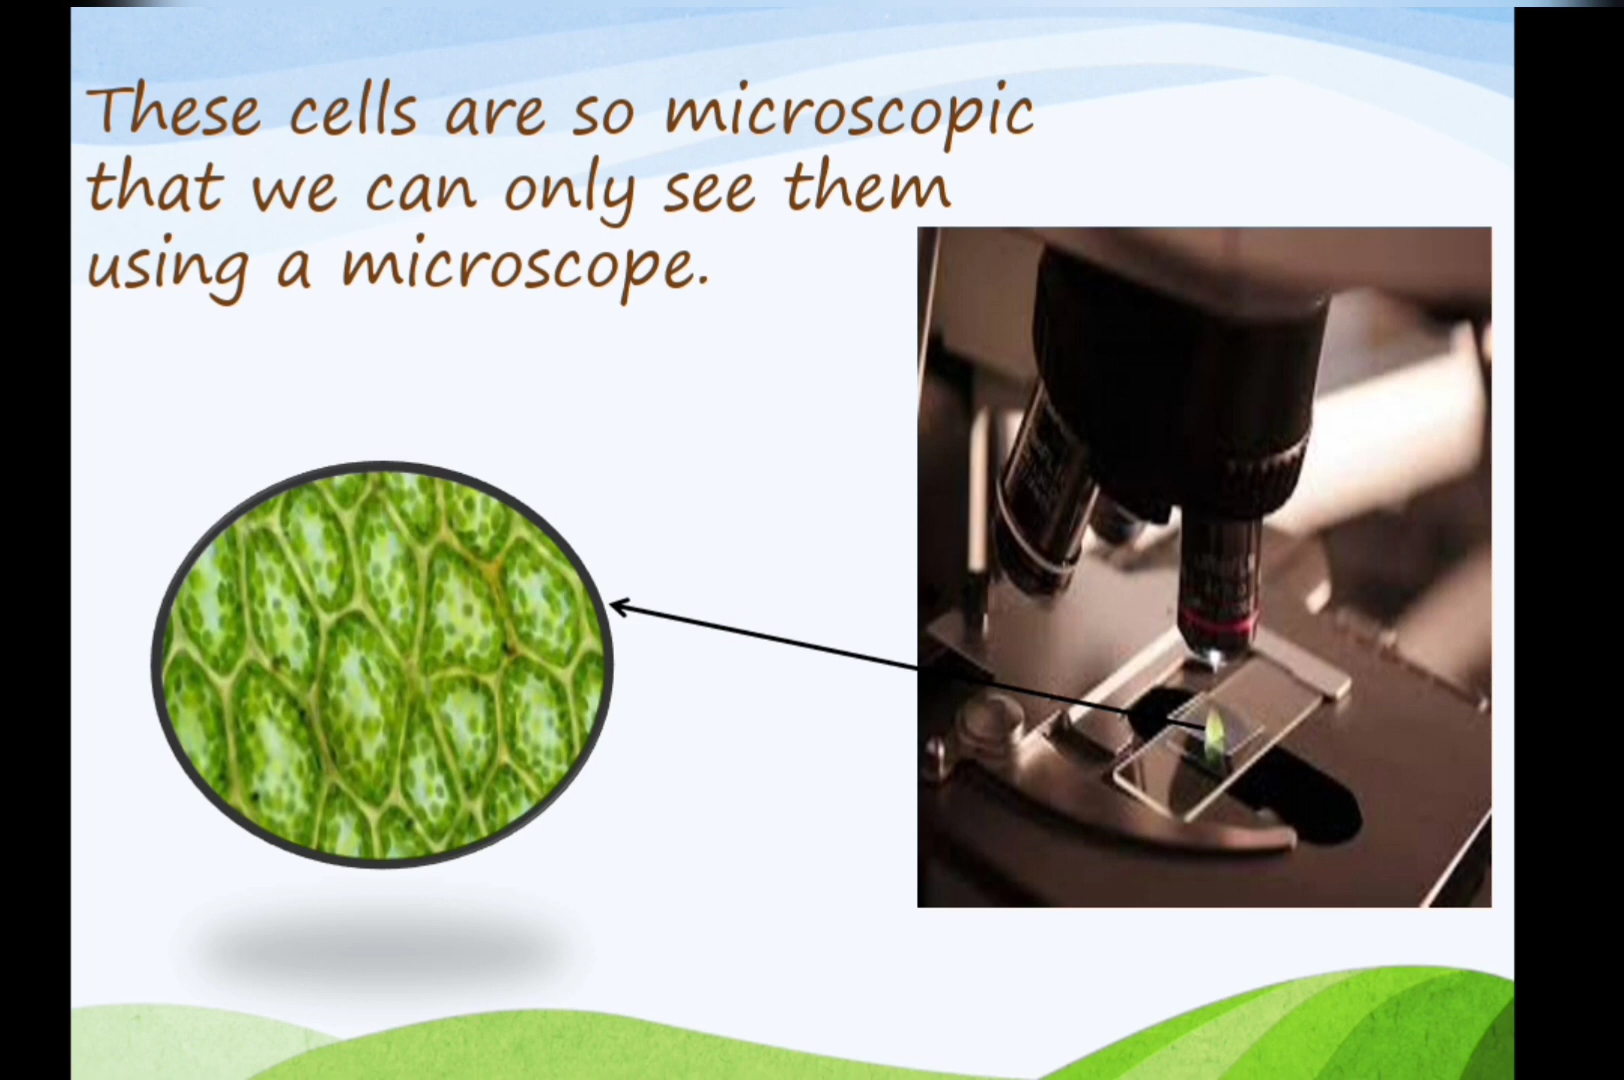 These cells are so microscopic
that we can only see them
using a microscope.